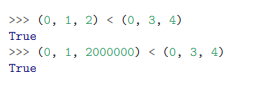 >>> (0, 1, 2) < (0, 3, 4)
True
>>> (0, 1, 2000000) < (0, 3, 4)
True